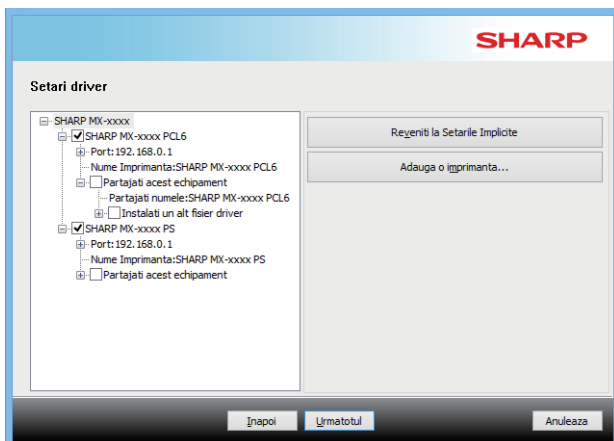 SHARP
Setari driver
SHARP MX-xxxx
SHARP MX-xxxx PCL6
Port:192.168.0.1
Nume Imprimanta:SHARP MX-xxxx PCL6
Partajati acest echipament
Partajati numele:SHARP MX-xxxx PCL6
Instalati un alt fisier driver
SHARP MX-xxxx PS
Port:192.168.0.1
Nume Imprimanta:SHARP MX-xxxx PS
Partajati acest echipament
Reveniti la Setarile Implicite
Adauga o imprimanta...
Inapoi
Urmatotul
Anuleaza